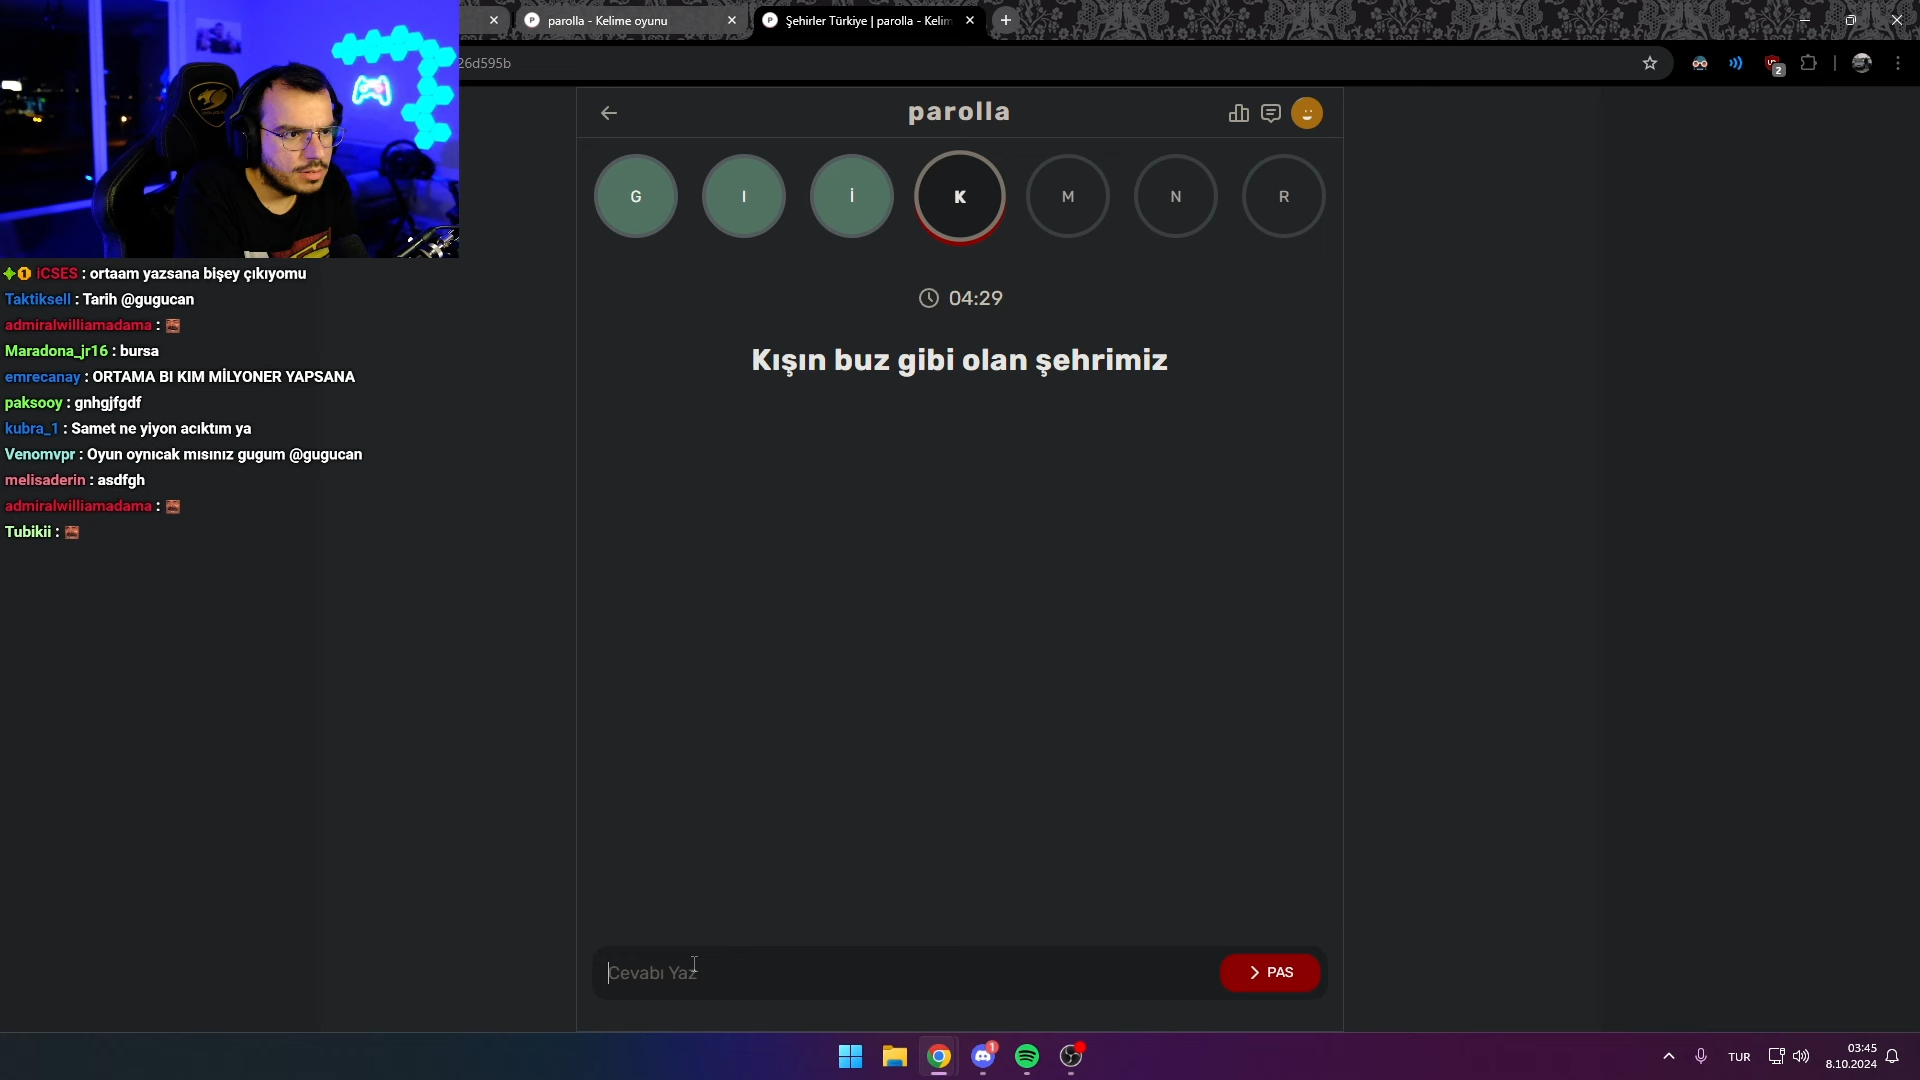 parolla - Kelime oyunu
Şehirler Türkiye | parolla - Kelim
26d595b
2
parolla
G I İ K M N R
04:29
Kışın buz gibi olan şehrimiz
1 iCSES : ortaam yazsana bişey çıkıyomu
Taktiksell : Tarih @gugucan
admiralwilliamadama :
Maradona_jr16 : bursa
emrecanay : ORTAMA BI KIM MİLYONER YAPSANA
paksooy : gnhgjfgdf
kubra_1 : Samet ne yiyon acıktım ya
Venomvpr : Oyun oynıcak mısınız gugum @gugucan
melisaderin : asdfgh
admiralwilliamadama :
Tubikii :
Cevabı Yaz
PAS
1
TUR
03:45
8.10.2024